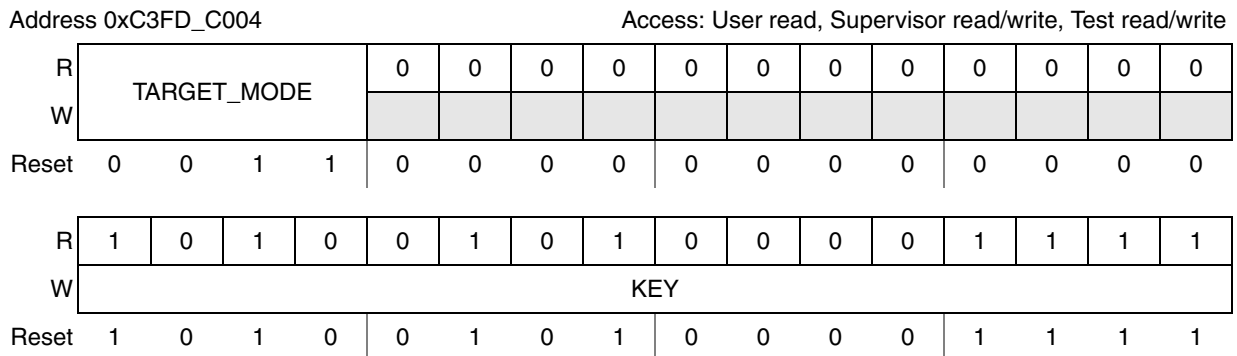 Address 0xC3FD_C004 Access: User read, Supervisor read/write, Test read/write
R TARGET_MODE 0 0 0 0 0 0 0 0 0 0 0 0
W
Reset 0 0 1 1 0 0 0 0 0 0 0 0 0 0 0 0
R 1 0 1 0 0 1 0 1 0 0 0 0 1 1 1 1
W KEY
Reset 1 0 1 0 0 1 0 1 0 0 0 0 1 1 1 1